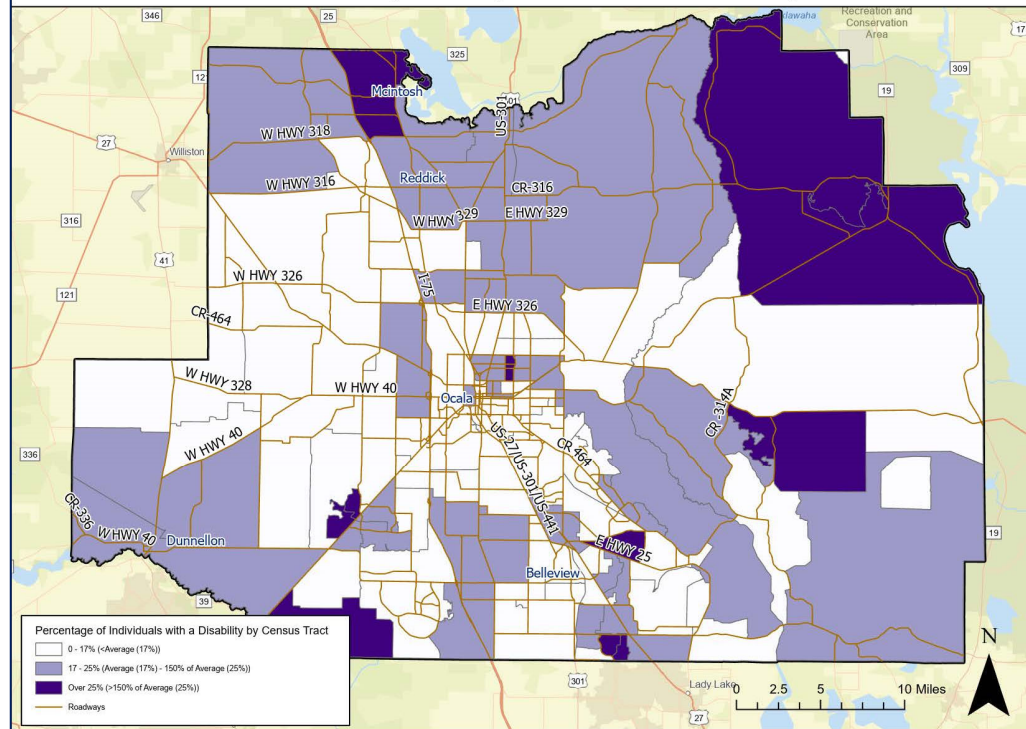 346
25
Recreation and
Conservation
Area
17
325
309
19
Mcintosh
301
US-301
W HWY 318
27
Williston
Reddick
W HWY 316
CR-316
W HWY 329
E HWY 329
316
41
W HWY 326
I-75
121
E HWY 326
CR-464
W HWY 328
W HWY 40
Ocala
CR -314A
US-27/US-301/US-441
CR 464
W HWY 40
336
CR-336
W HWY 40
Dunnellon
E HWY 25
19
Belleview
39
Percentage of Individuals with a Disability by Census Tract
0 - 17% (<Average (17%))
17 - 25% (Average (17%) - 150% of Average (25%))
Over 25% (>150% of Average (25%))
Roadways
301
Lady Lake
27
N
0 2.5 5 10 Miles